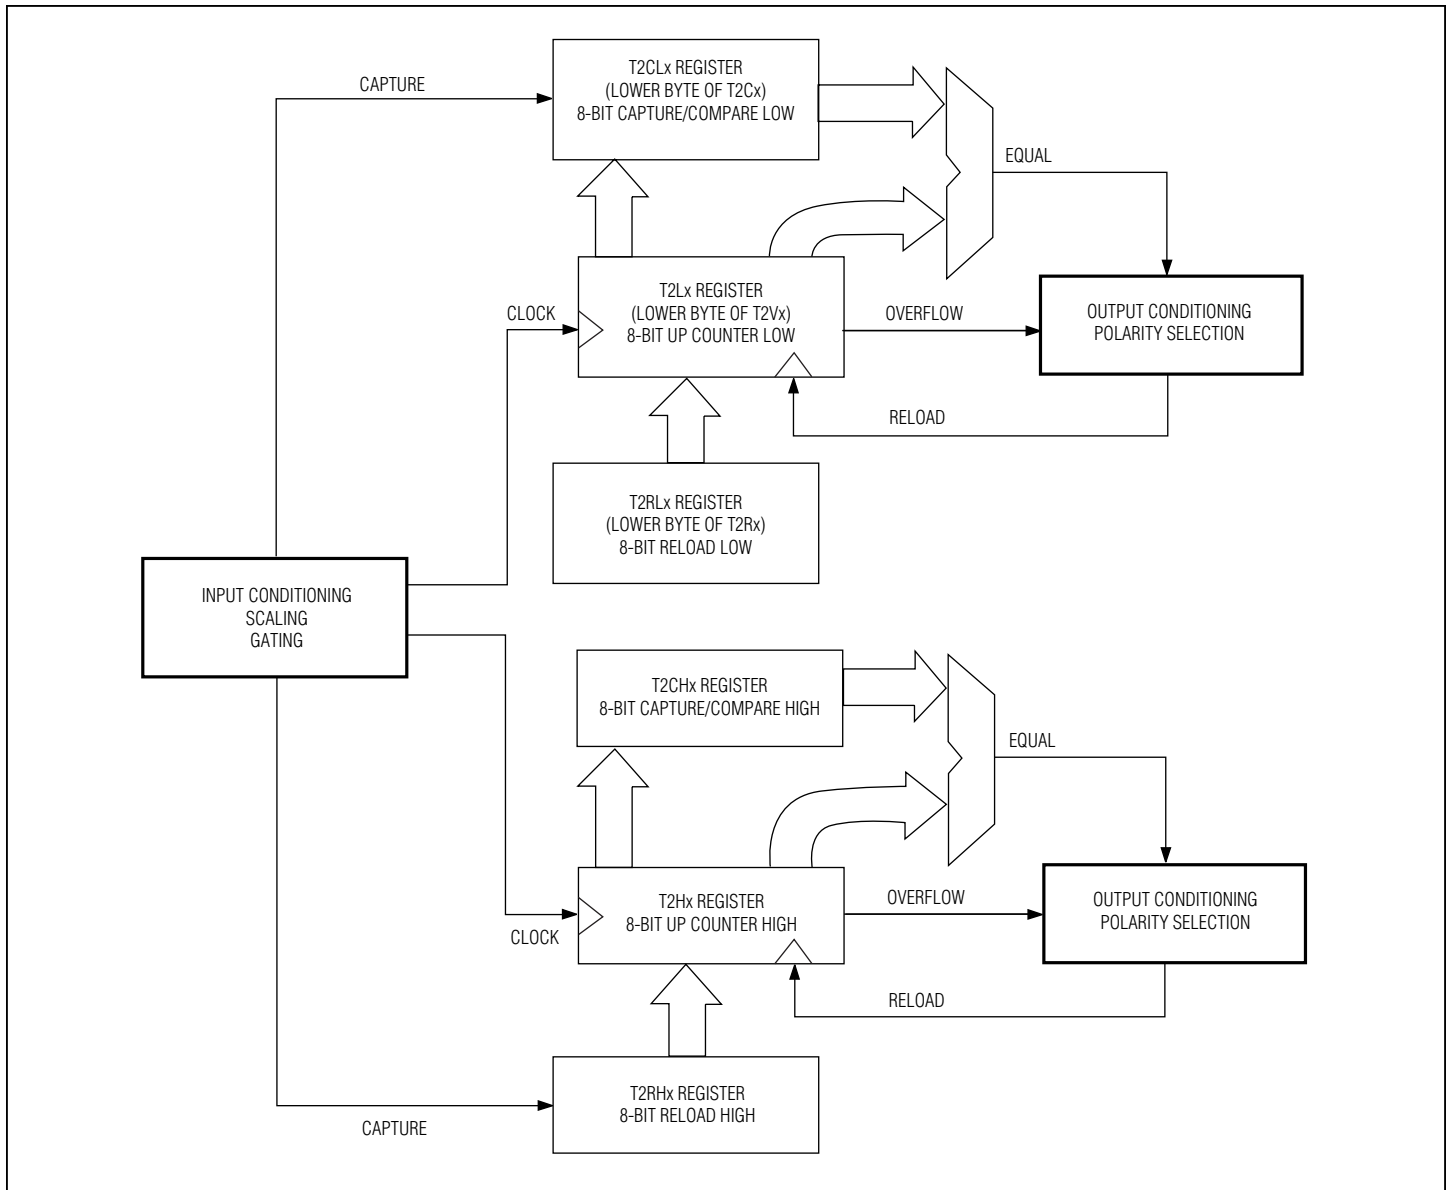 CAPTURE
T2CLx REGISTER
(LOWER BYTE OF T2Cx)
8-BIT CAPTURE/COMPARE LOW
EQUAL
CLOCK
T2Lx REGISTER
(LOWER BYTE OF T2Vx)
8-BIT UP COUNTER LOW
OVERFLOW
OUTPUT CONDITIONING
POLARITY SELECTION
RELOAD
T2RLx REGISTER
(LOWER BYTE OF T2Rx)
8-BIT RELOAD LOW
INPUT CONDITIONING
SCALING
GATING
T2CHx REGISTER
8-BIT CAPTURE/COMPARE HIGH
EQUAL
CLOCK
T2Hx REGISTER
8-BIT UP COUNTER HIGH
OVERFLOW
OUTPUT CONDITIONING
POLARITY SELECTION
RELOAD
T2RHx REGISTER
8-BIT RELOAD HIGH
CAPTURE